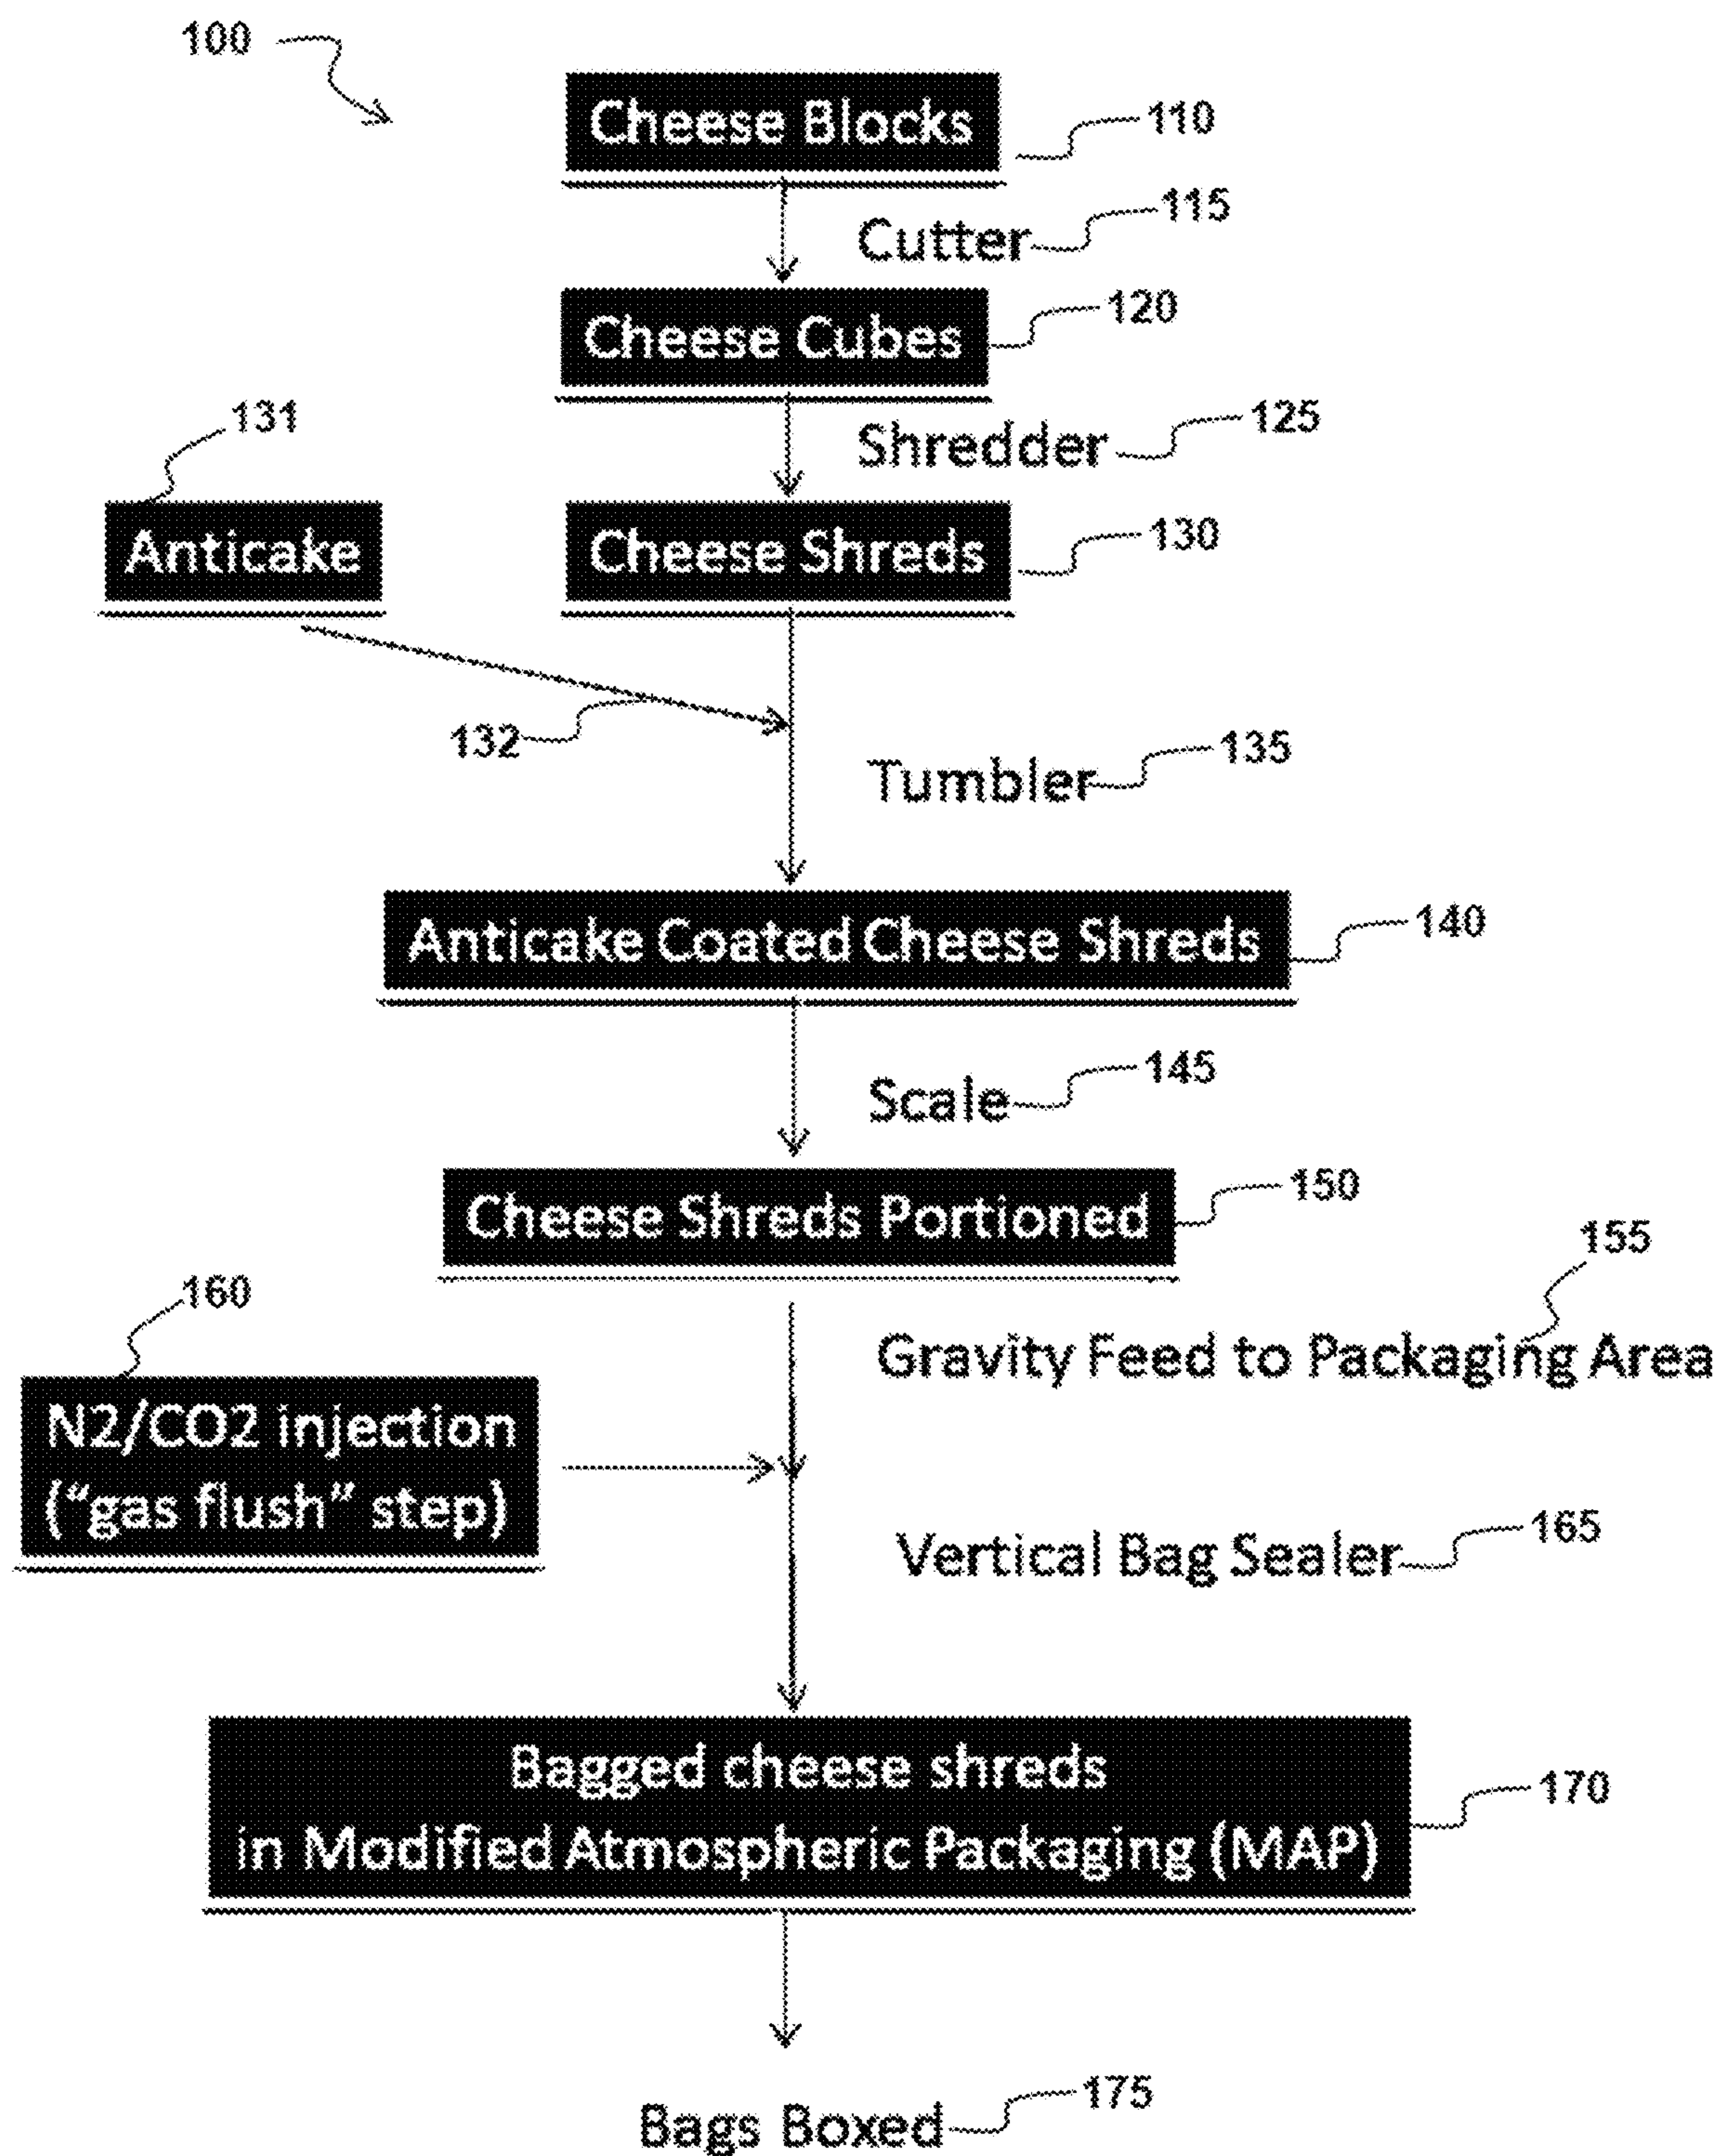 100
Cheese Blocks
110
Cutter
115
Cheese Cubes
120
Shredder
125
131
Anticake
Cheese Shreds
130
132
Tumbler
135
Anticake Coated Cheese Shreds
140
Scale
145
Cheese Shreds Portioned
150
155
Gravity Feed to Packaging Area
160
N2/CO2 injection
("gas flush" step)
Vertical Bag Sealer
165
Bagged cheese shreds
in Modified Atmospheric Packaging (MAP)
170
Bags Boxed
175